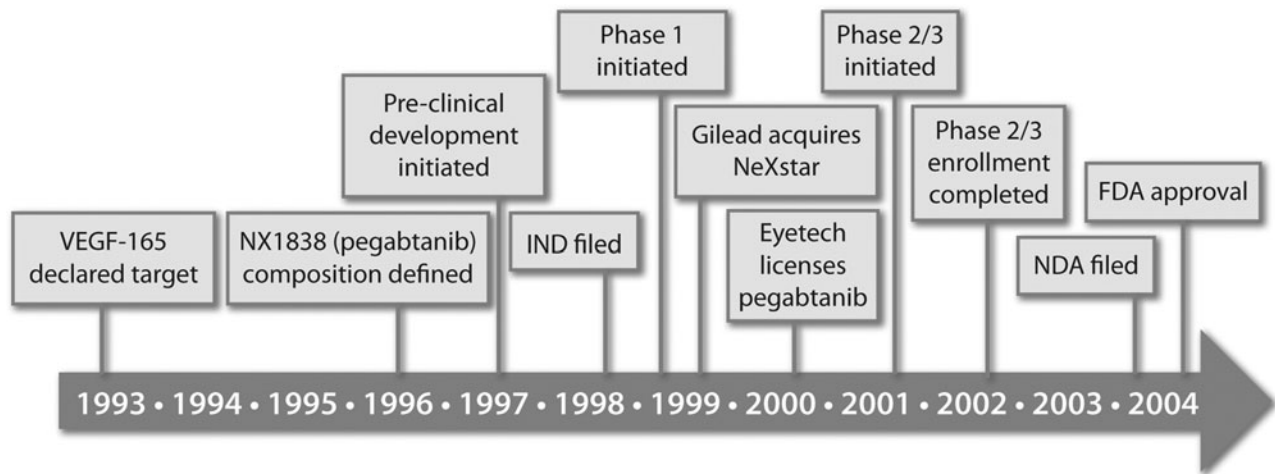 VEGF-165
declared target
NX1838 (pegabtanib)
composition defined
Pre-clinical
development
initiated
IND filed
Phase 1
initiated
Gilead acquires
NeXstar
Eyetech
licenses
pegabtanib
Phase 2/3
initiated
Phase 2/3
enrollment
completed
NDA filed
FDA approval
1993 • 1994 • 1995 • 1996 • 1997 • 1998 • 1999 • 2000 • 2001 • 2002 • 2003 • 2004